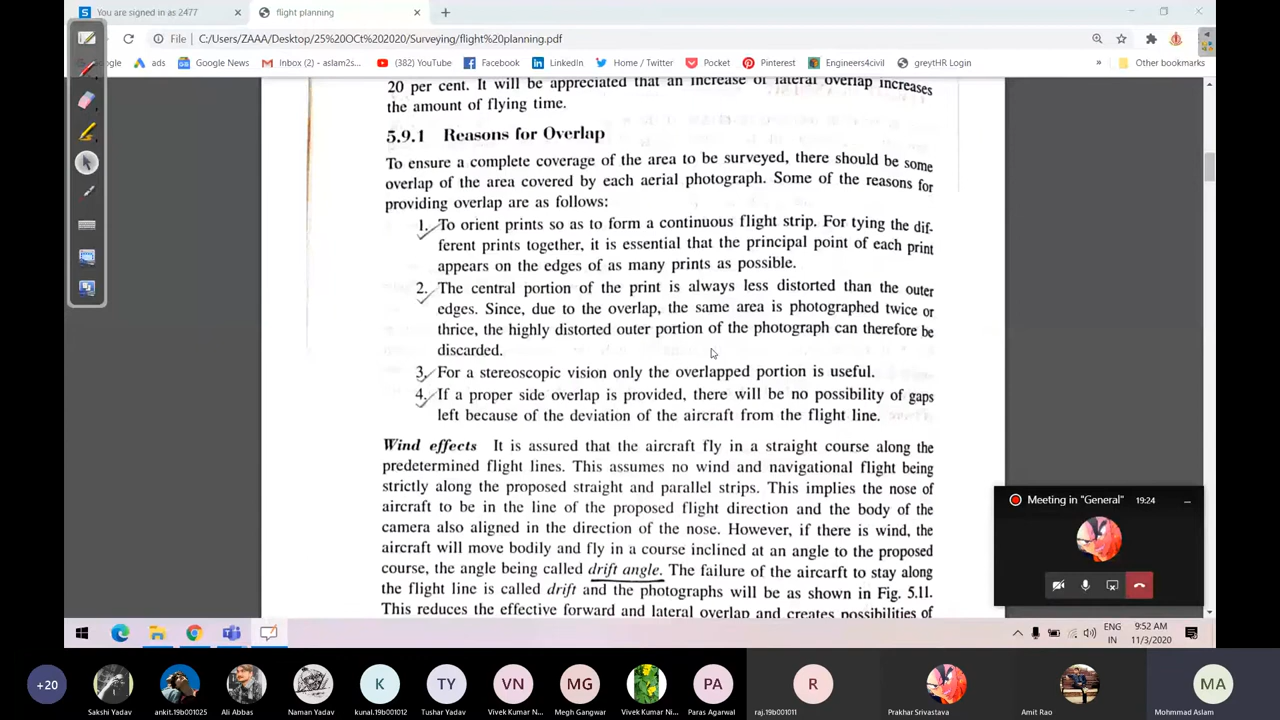 You are signed in as 2477
flight planning
File
C:/Users/ZAAA/Desktop/25%20OCt%202020/Surveying/flight%20planning.pdf
ogle
ads
Google News
Inbox (70) - aslam2s...
(382) YouTube
Facebook
LinkedIn
Home / Twitter
Pocket
Pinterest
Engineers4civil
greytHR Login
»
Other bookmarks
20 per cent. It will be appreciated that an increase of lateral overlap increases
the amount of flying time.
5.9.1 Reasons for Overlap
To ensure a complete coverage of the area to be surveyed, there should be some
overlap of the area covered by each aerial photograph. Some of the reasons for
providing overlap are as follows:
1. To orient prints so as to form a continuous flight strip. For tying the dif-
ferent prints together, it is essential that the principal point of each print
appears on the edges of as many prints as possible.
2. The central portion of the print is always less distorted than the outer
edges. Since, due to the overlap, the same area is photographed twice or
thrice, the highly distorted outer portion of the photograph can therefore be
discarded.
3. For a stereoscopic vision only the overlapped portion is useful.
4. If a proper side overlap is provided, there will be no possibility of gaps
left because of the deviation of the aircraft from the flight line.
Wind effects It is assured that the aircraft fly in a straight course along the
predetermined flight lines. This assumes no wind and navigational flight being
strictly along the proposed straight and parallel strips. This implies the nose of
aircraft to be in the line of the proposed flight direction and the body of the
camera also aligned in the direction of the nose. However, if there is wind, the
aircraft will move bodily and fly in a course inclined at an angle to the proposed
course, the angle being called drift angle. The failure of the aircarft to stay along
the flight line is called drift and the photographs will be as shown in Fig. 5.11.
This reduces the effective forward and lateral overlap and creates possibilities of
Meeting in "General"
19:24
ENG
IN
9:52 AM
11/3/2020
+20
K
TY
VN
MG
PA
R
MA
Sakshi Yadav
ankit.19b001025
Ali Abbas
Naman Yadav
kunal.19b001012
Tushar Yadav
Vivek Kumar N...
Megh Gangwar
Vivek Kumar Ni...
Paras Agarwal
raj.19b001011
Prakhar Srivastava
Amit Rao
Mohmmad Aslam